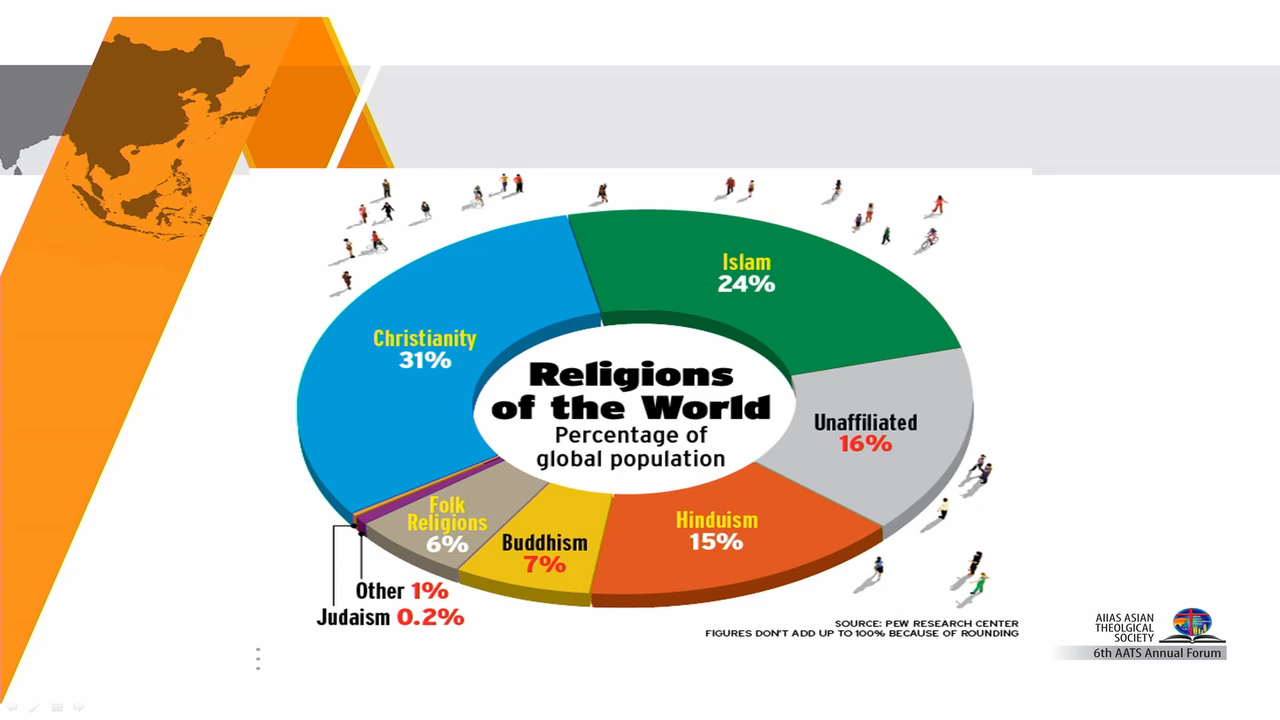 Islam
24%
Christianity
31%
Religions
of the World
Percentage of
global population
Unaffiliated
16%
Folk
Religions
6%
Buddhism
7%
Hinduism
15%
Other 1%
Judaism 0.2%
SOURCE: PEW RESEARCH CENTER
FIGURES DON'T ADD UP TO 100% BECAUSE OF ROUNDING
AIIAS ASIAN
THEOLGICAL
SOCIETY
6th AATS Annual Forum